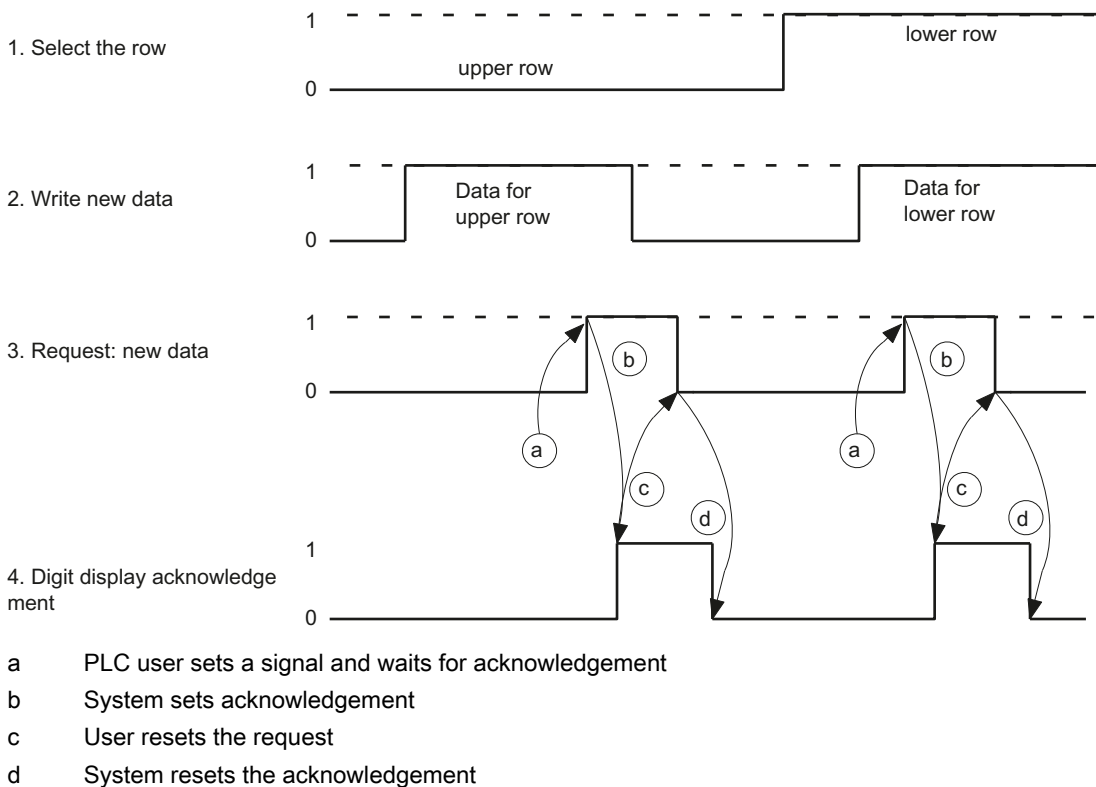 1
1. Select the row
upper row
lower row
0
1
2. Write new data
Data for
upper row
Data for
lower row
0
1
3. Request: new data
b
b
0
a
a
c
c
d
d
1
4. Digit display acknowledge
ment
0
a PLC user sets a signal and waits for acknowledgement
b System sets acknowledgement
c User resets the request
d System resets the acknowledgement